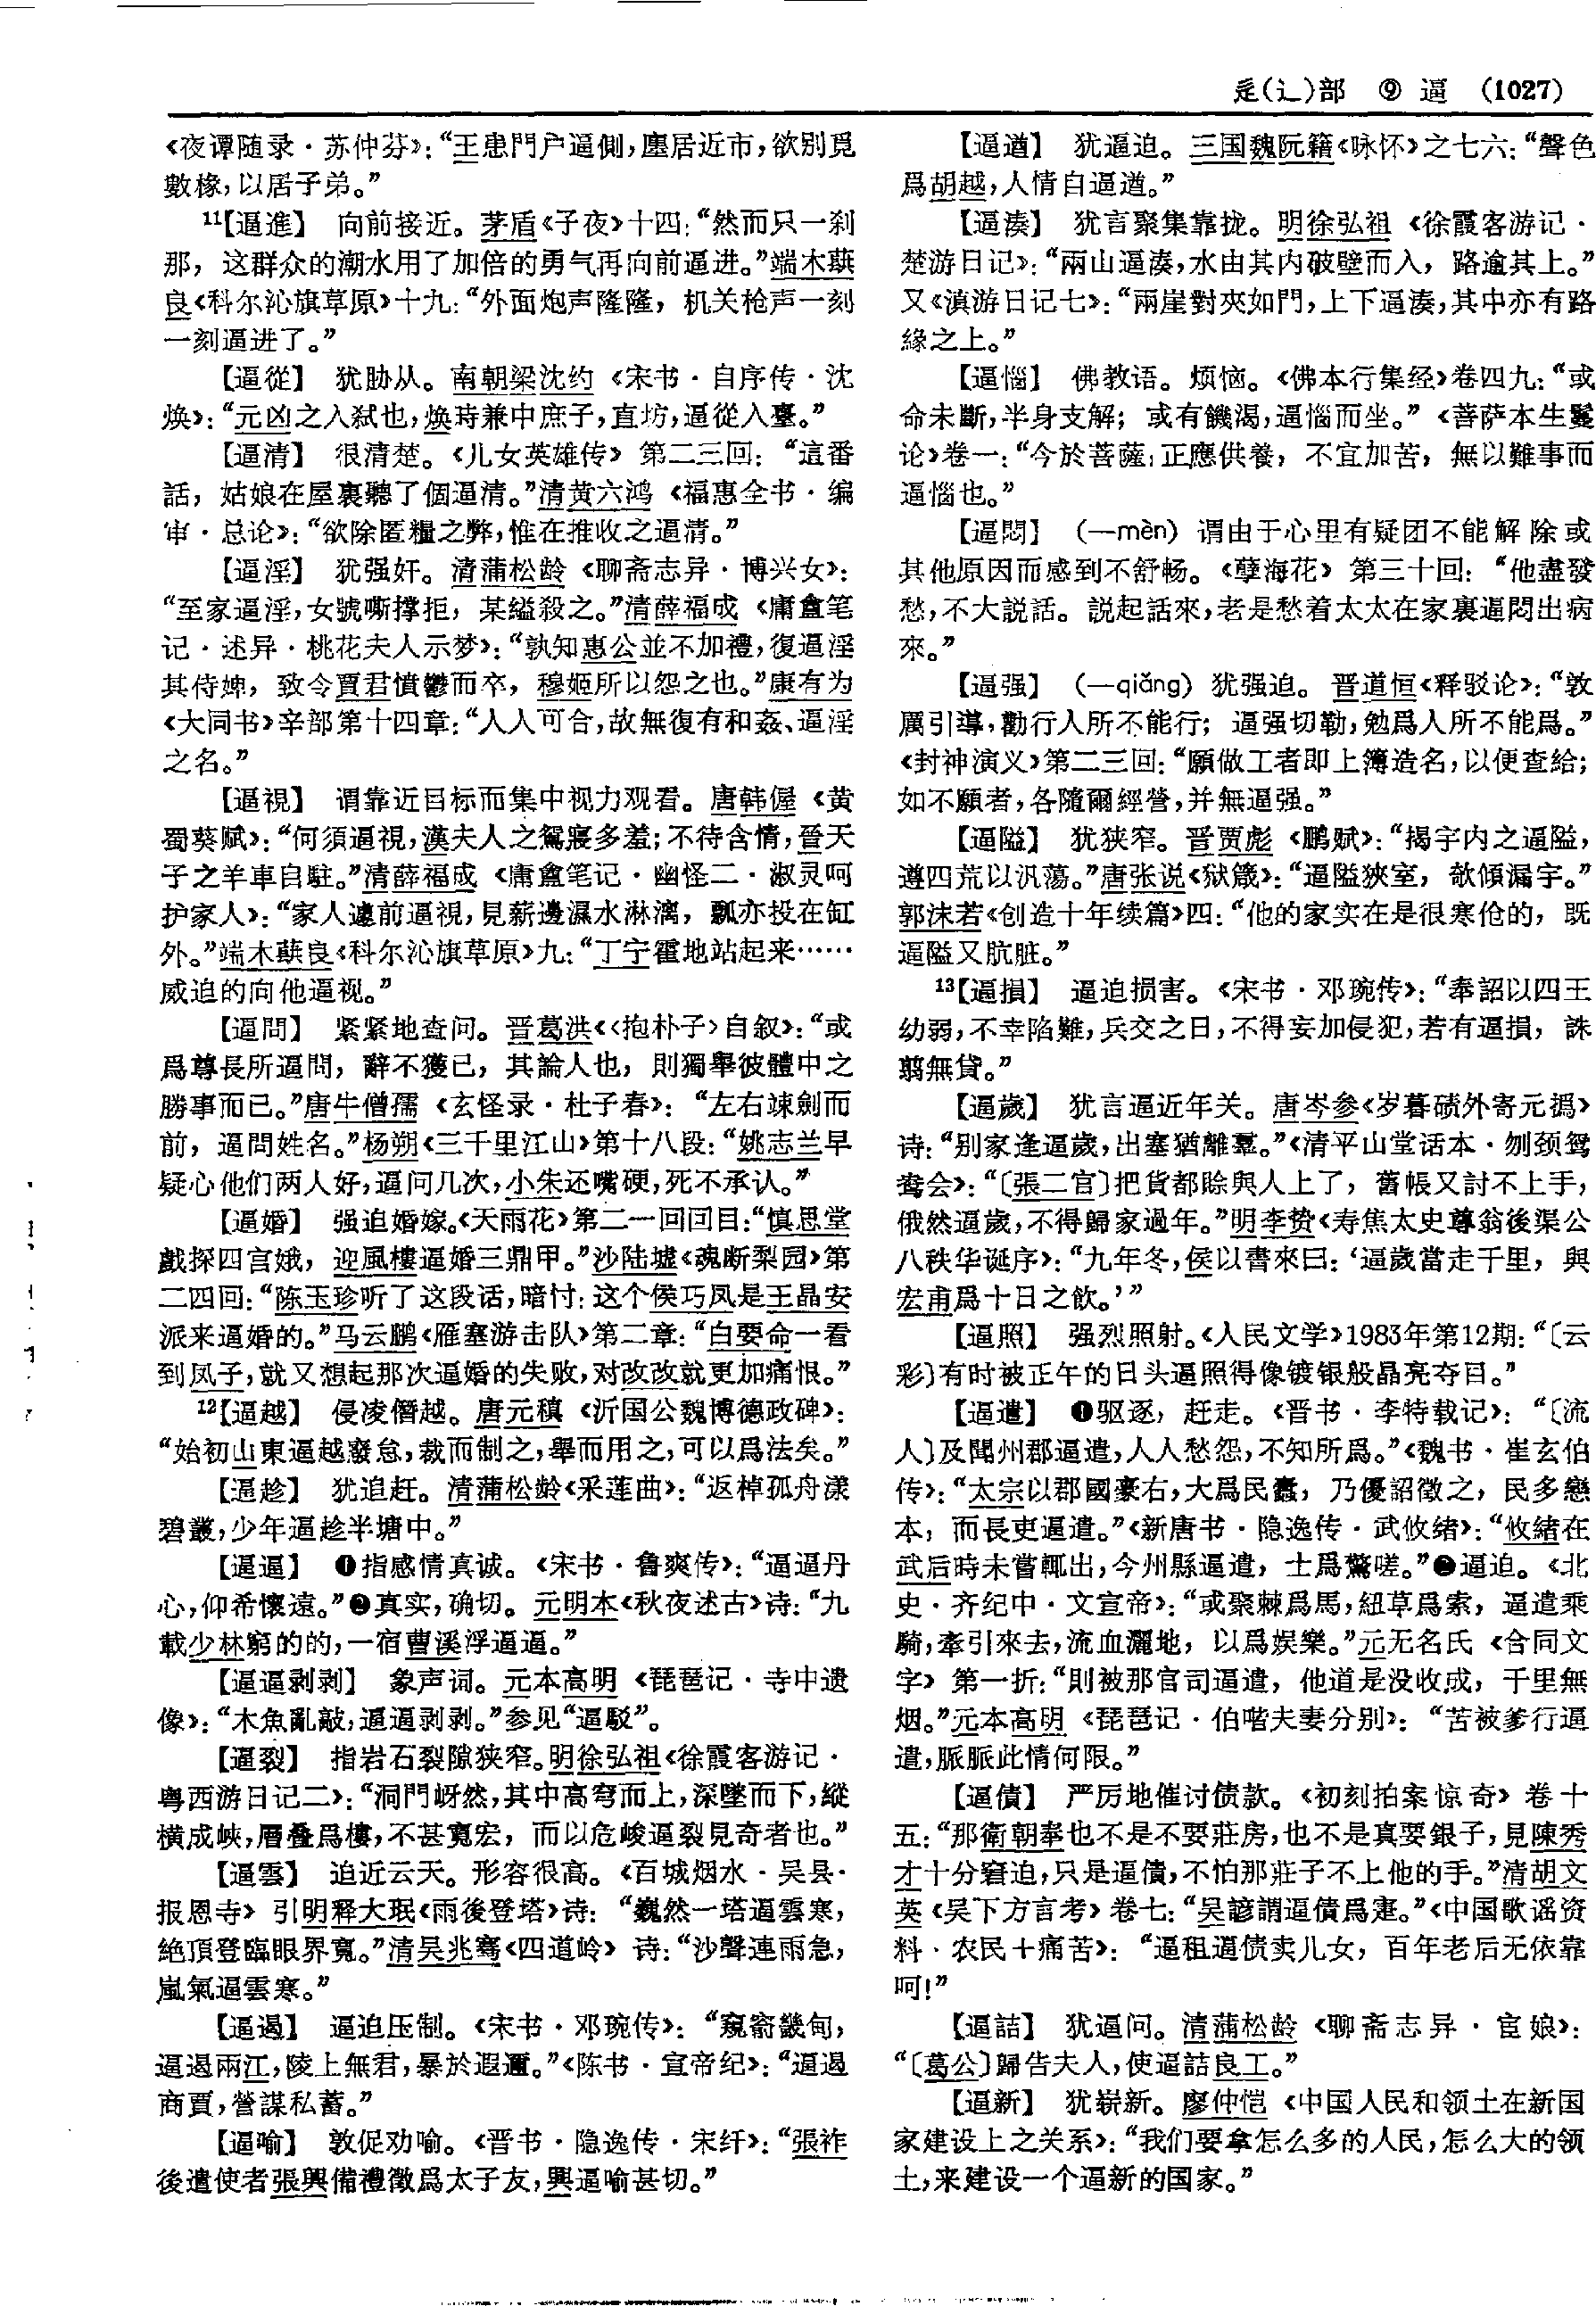 辵(辶)部 ⑨ 逼 (1027)
《夜谭随录·苏仲芬》：“王患門户逼側，廛居近市，欲别覓
數椽，以居子弟。”
11【逼進】 向前接近。茅盾《子夜》十四：“然而只一刹
那，这群众的潮水用了加倍的勇气再向前逼进。”端木蕻
良《科尔沁旗草原》十九：“外面炮声隆隆，机关枪声一刻
一刻逼进了。”
【逼從】 犹胁从。南朝梁沈约《宋书·自序传·沈
焕》：“元凶之入弑也，焕時兼中庶子，直坊，逼從入臺。”
【逼清】 很清楚。《儿女英雄传》第二三回：“這番
話，姑娘在屋裏聽了個逼清。”清黄六鸿《福惠全书·编
审·总论》：“欲除匿糧之弊，惟在推收之逼清。”
【逼淫】 犹强奸。清蒲松龄《聊斋志异·博兴女》：
“至家逼淫，女號嘶撑拒，某縊殺之。”清薛福成《庸盦笔
记·述异·桃花夫人示梦》：“孰知惠公並不加禮，復逼淫
其侍婢，致令賈君憤鬱而卒，穆姬所以怨之也。”康有为
《大同书》辛部第十四章：“人人可合，故無復有和姦、逼淫
之名。”
【逼視】 谓靠近目标而集中视力观看。唐韩偓《黄
蜀葵赋》：“何須逼視，漢夫人之鴛寢多羞；不待含情，晉天
子之羊車自駐。”清薛福成《庸盦笔记·幽怪二·淑灵呵
护家人》：“家人遽前逼視，見薪邊濕水淋漓，瓢亦投在缸
外。”端木蕻良《科尔沁旗草原》九：“丁宁霍地站起来……
威迫的向他逼视。”
【逼問】 紧紧地查问。晋葛洪《〈抱朴子〉自叙》：“或
爲尊長所逼問，辭不獲已，其論人也，則獨舉彼體中之
勝事而已。”唐牛僧孺《玄怪录·杜子春》：“左右竦劍而
前，逼問姓名。”杨朔《三千里江山》第十八段：“姚志兰早
疑心他们两人好，逼问几次，小朱还嘴硬，死不承认。”
【逼婚】 强迫婚嫁。《天雨花》第二一回回目：“慎思堂
戲探四宫娥，迎風樓逼婚三鼎甲。”沙陆墟《魂断梨园》第
二四回：“陈玉珍听了这段话，暗忖：这个侯巧凤是王晶安
派来逼婚的。”马云鹏《雁塞游击队》第二章：“白要命一看
到凤子，就又想起那次逼婚的失败，对改改就更加痛恨。”
12【逼越】 侵凌僭越。唐元稹《沂国公魏博德政碑》：
“始初山東逼越廢怠，裁而制之，舉而用之，可以爲法矣。”
【逼趁】 犹追赶。清蒲松龄《采莲曲》：“返棹孤舟漾
碧叢，少年逼趁半塘中。”
【逼逼】 ❶指感情真诚。《宋书·鲁爽传》：“逼逼丹
心，仰希懷遠。”❷真实，确切。元明本《秋夜述古》诗：“九
載少林窮的的，一宿曹溪浮逼逼。”
【逼逼剥剥】 象声词。元本高明《琵琶记·寺中遗
像》：“木魚亂敲，逼逼剥剥。”参见“逼駁”。
【逼裂】 指岩石裂隙狭窄。明徐弘祖《徐霞客游记·
粤西游日记二》：“洞門岈然，其中高穹而上，深墜而下，縱
横成峽，層叠爲樓，不甚寬宏，而以危峻逼裂見奇者也。”
【逼雲】 迫近云天。形容很高。《百城烟水·吴县·
报恩寺》引明释大珉《雨後登塔》诗：“巍然一塔逼雲寒，
絶頂登臨眼界寬。”清吴兆骞《四道岭》诗：“沙聲連雨急，
嵐氣逼雲寒。”
【逼遏】 逼迫压制。《宋书·邓琬传》：“窺窬畿甸，
逼遏兩江，陵上無君，暴於遐邇。”《陈书·宣帝纪》：“逼遏
商賈，營謀私蓄。”
【逼喻】 敦促劝喻。《晋书·隐逸传·宋纤》：“張祚
後遣使者張興備禮徵爲太子友，興逼喻甚切。”
【逼遒】 犹逼迫。三国魏阮籍《咏怀》之七六：“聲色
爲胡越，人情自逼遒。”
【逼湊】 犹言聚集靠拢。明徐弘祖《徐霞客游记·
楚游日记》：“兩山逼湊，水由其内破壁而入，路逾其上。”
又《滇游日记七》：“兩崖對夾如門，上下逼湊，其中亦有路
緣之上。”
【逼惱】 佛教语。烦恼。《佛本行集经》卷四九：“或
命未斷，半身支解；或有饑渴，逼惱而坐。”《菩萨本生鬘
论》卷一：“今於菩薩，正應供養，不宜加苦，無以難事而
逼惱也。”
【逼悶】 （—mèn）谓由于心里有疑团不能解除或
其他原因而感到不舒畅。《孽海花》第三十回：“他盡發
愁，不大説話。説起話來，老是愁着太太在家裏逼悶出病
來。”
【逼强】 （—qiǎng）犹强迫。晋道恒《释驳论》：“敦
厲引導，勸行人所不能行；逼强切勒，勉爲人所不能爲。”
《封神演义》第二三回：“願做工者即上簿造名，以便查給；
如不願者，各隨爾經營，并無逼强。”
【逼隘】 犹狭窄。晋贾彪《鹏赋》：“揭宇内之逼隘，
遵四荒以汎蕩。”唐张说《狱箴》：“逼隘狹室，欹傾漏宇。”
郭沫若《创造十年续篇》四：“他的家实在是很寒伧的，既
逼隘又肮脏。”
13【逼損】 逼迫损害。《宋书·邓琬传》：“奉詔以四王
幼弱，不幸陷難，兵交之日，不得妄加侵犯，若有逼損，誅
翦無貸。”
【逼歲】 犹言逼近年关。唐岑参《岁暮碛外寄元撝》
诗：“别家逢逼歲，出塞猶離羣。”《清平山堂话本·刎颈鸳
鸯会》：“〔張二官〕把貨都賒與人上了，舊帳又討不上手，
俄然逼歲，不得歸家過年。”明李贽《寿焦太史尊翁後渠公
八秩华诞序》：“九年冬，侯以書來曰：‘逼歲當走千里，與
宏甫爲十日之飲。’”
【逼照】 强烈照射。《人民文学》1983年第12期：“〔云
彩〕有时被正午的日头逼照得像镀银般晶亮夺目。”
【逼遣】 ❶驱逐，赶走。《晋书·李特载记》：“〔流
人〕及聞州郡逼遣，人人愁怨，不知所爲。”《魏书·崔玄伯
传》：“太宗以郡國豪右，大爲民蠹，乃優詔徵之，民多戀
本，而長吏逼遣。”《新唐书·隐逸传·武攸绪》：“攸緒在
武后時未嘗輒出，今州縣逼遣，士爲驚嗟。”❷逼迫。《北
史·齐纪中·文宣帝》：“或聚棘爲馬，紐草爲索，逼遣乘
騎，牽引來去，流血灑地，以爲娱樂。”元无名氏《合同文
字》第一折：“則被那官司逼遣，他道是没收成，千里無
烟。”元本高明《琵琶记·伯喈夫妻分别》：“苦被爹行逼
遣，脈脈此情何限。”
【逼債】 严厉地催讨债款。《初刻拍案惊奇》卷十
五：“那衛朝奉也不是不要莊房，也不是真要銀子，見陳秀
才十分窘迫，只是逼債，不怕那莊子不上他的手。”清胡文
英《吴下方言考》卷七：“吴諺謂逼債爲疐。”《中国歌谣资
料·农民十痛苦》：“逼租逼债卖儿女，百年老后无依靠
呵！”
【逼詰】 犹逼问。清蒲松龄《聊斋志异·宦娘》：
“〔葛公〕歸告夫人，使逼詰良工。”
【逼新】 犹崭新。廖仲恺《中国人民和领土在新国
家建设上之关系》：“我们要拿怎么多的人民，怎么大的领
土，来建设一个逼新的国家。”